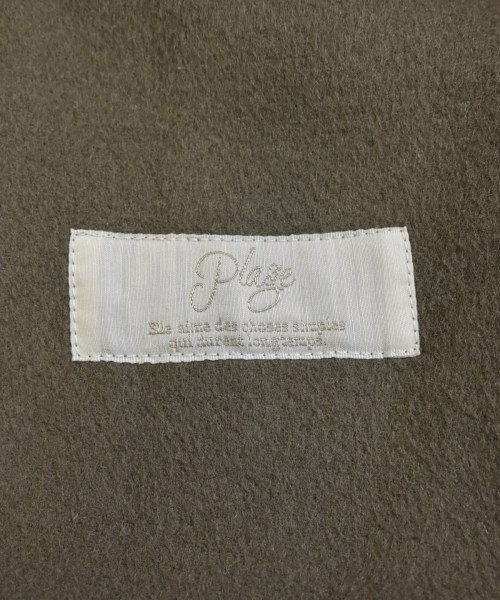 Plage
Elle aime des choses simples
qui durent longtemps.